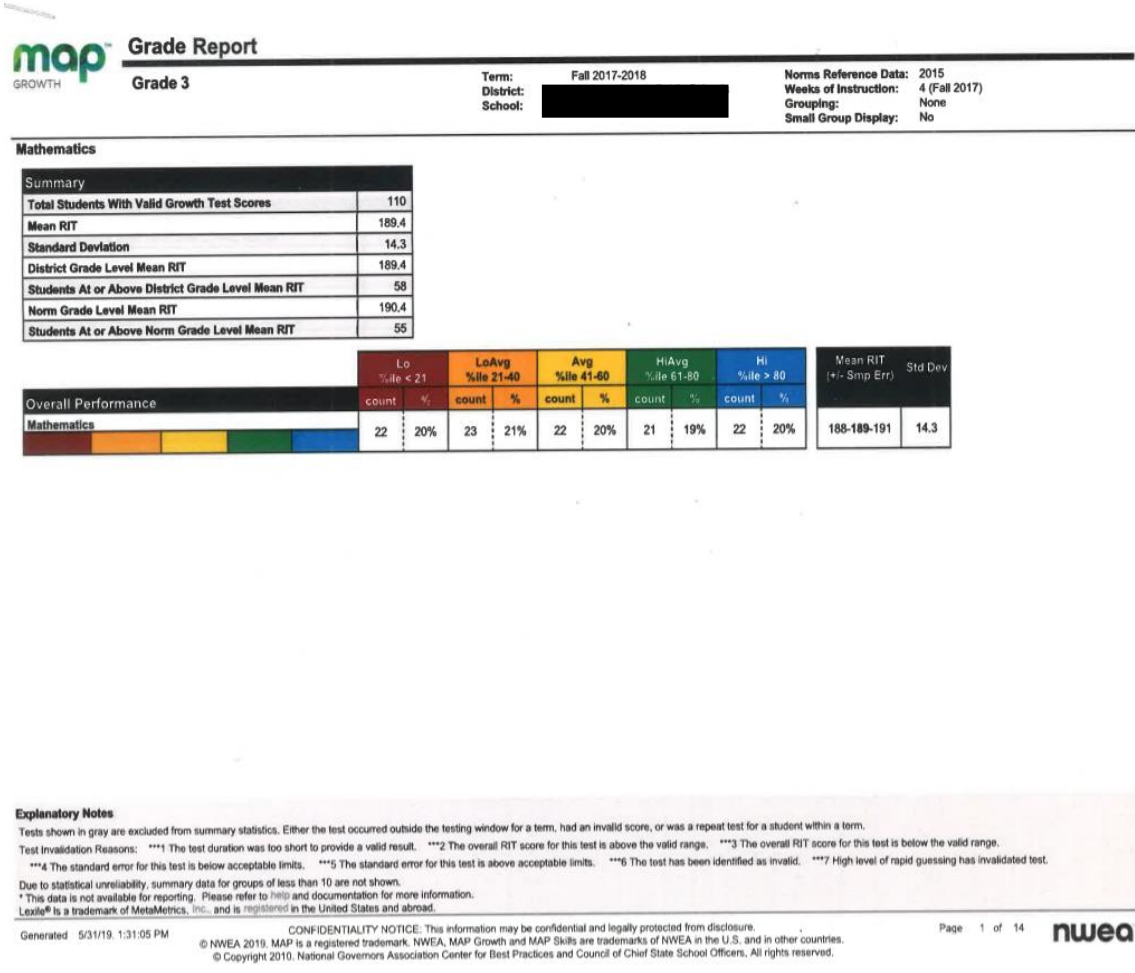 map™ Grade Report
GROWTH
Grade 3
Term: Fall 2017-2018
District:
School:
Norms Reference Data: 2015
Weeks of Instruction: 4 (Fall 2017)
Grouping: None
Small Group Display: No
Mathematics
Summary
Total Students With Valid Growth Test Scores 110
Mean RIT 189.4
Standard Deviation 14.3
District Grade Level Mean RIT 189.4
Students At or Above District Grade Level Mean RIT 58
Norm Grade Level Mean RIT 190.4
Students At or Above Norm Grade Level Mean RIT 55
Lo LoAvg Avg HiAvg Hi Mean RIT Std Dev
%ile < 21 %ile 21-40 %ile 41-60 %ile 61-80 %ile > 80 (+/- Smp Err)
Overall Performance count % count % count % count % count %
Mathematics 22 20% 23 21% 22 20% 21 19% 22 20% 188-189-191 14.3
Explanatory Notes
Tests shown in gray are excluded from summary statistics. Either the test occurred outside the testing window for a term, had an invalid score, or was a repeat test for a student within a term.
Test Invalidation Reasons: ***1 The test duration was too short to provide a valid result. ***2 The overall RIT score for this test is above the valid range. ***3 The overall RIT score for this test is below the valid range.
***4 The standard error for this test is below acceptable limits. ***5 The standard error for this test is above acceptable limits. ***6 The test has been identified as invalid. ***7 High level of rapid guessing has invalidated test.
Due to statistical unreliability, summary data for groups of less than 10 are not shown.
* This data is not available for reporting. Please refer to help and documentation for more information.
Lexile® is a trademark of MetaMetrics, Inc., and is registered in the United States and abroad.
Generated 5/31/19, 1:31:05 PM
CONFIDENTIALITY NOTICE: This information may be confidential and legally protected from disclosure.
© NWEA 2019. MAP is a registered trademark. NWEA, MAP Growth and MAP Skills are trademarks of NWEA in the U.S. and in other countries.
© Copyright 2010. National Governors Association Center for Best Practices and Council of Chief State School Officers. All rights reserved.
Page 1 of 14
nwea